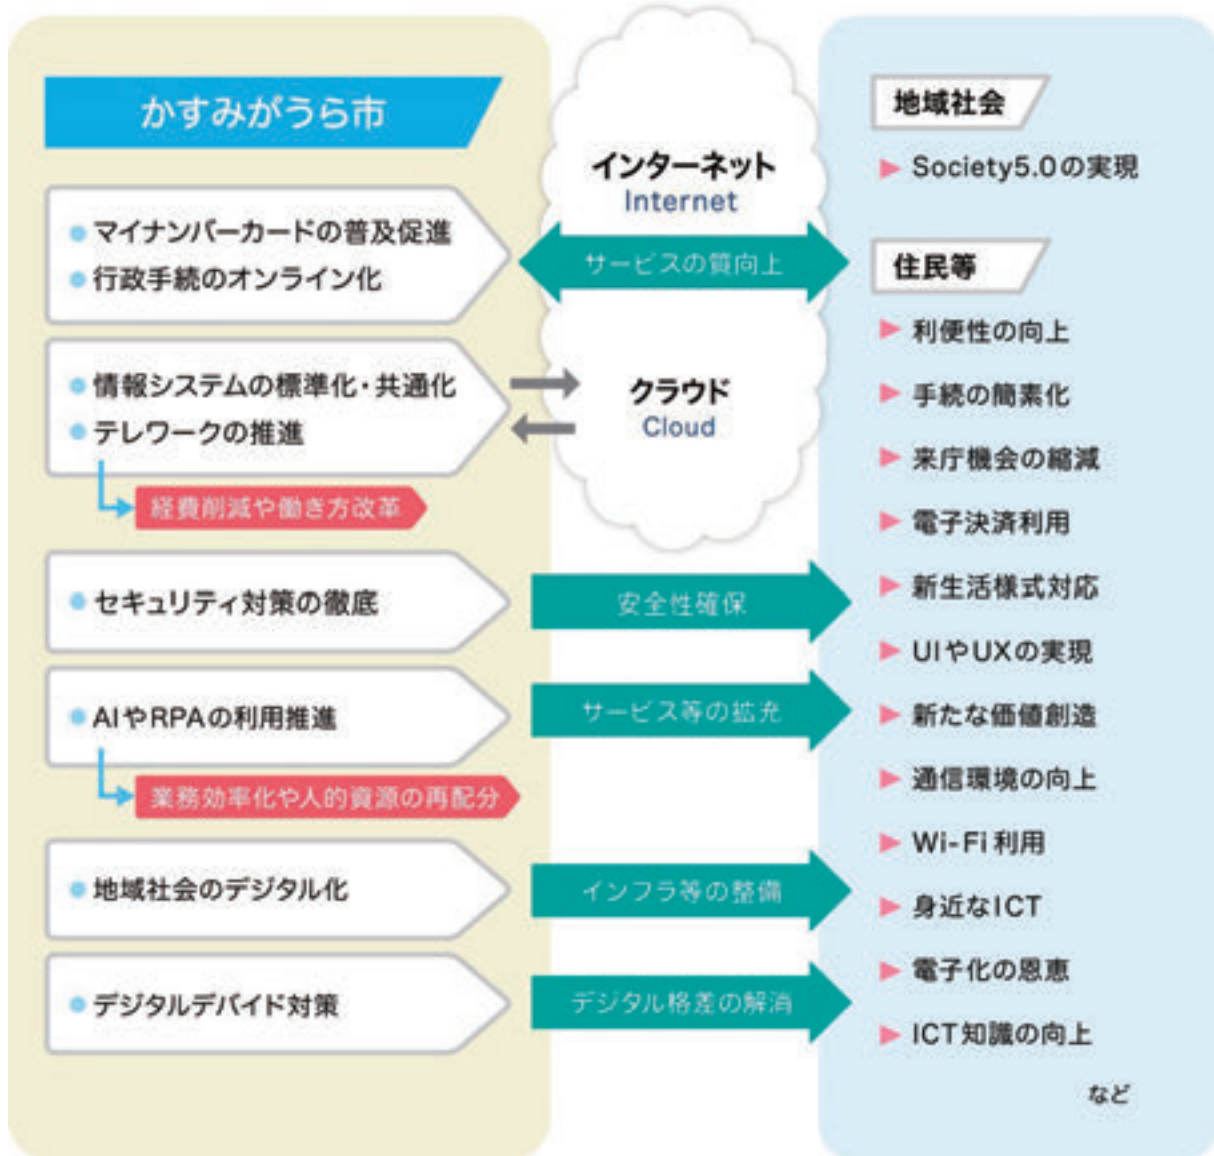 かすみがうら市
マイナンバーカードの普及促進
行政手続のオンライン化
情報システムの標準化・共通化
テレワークの推進
経費削減や働き方改革
セキュリティ対策の徹底
AIやRPAの利用推進
業務効率化や人的資源の再配分
地域社会のデジタル化
デジタルデバイド対策
インターネット
Internet
サービスの質向上
クラウド
Cloud
安全性確保
サービス等の拡充
インフラ等の整備
デジタル格差の解消
地域社会
Society5.0の実現
住民等
利便性の向上
手続の簡素化
来庁機会の縮減
電子決済利用
新生活様式対応
UIやUXの実現
新たな価値創造
通信環境の向上
Wi-Fi利用
身近なICT
電子化の恩恵
ICT知識の向上
など